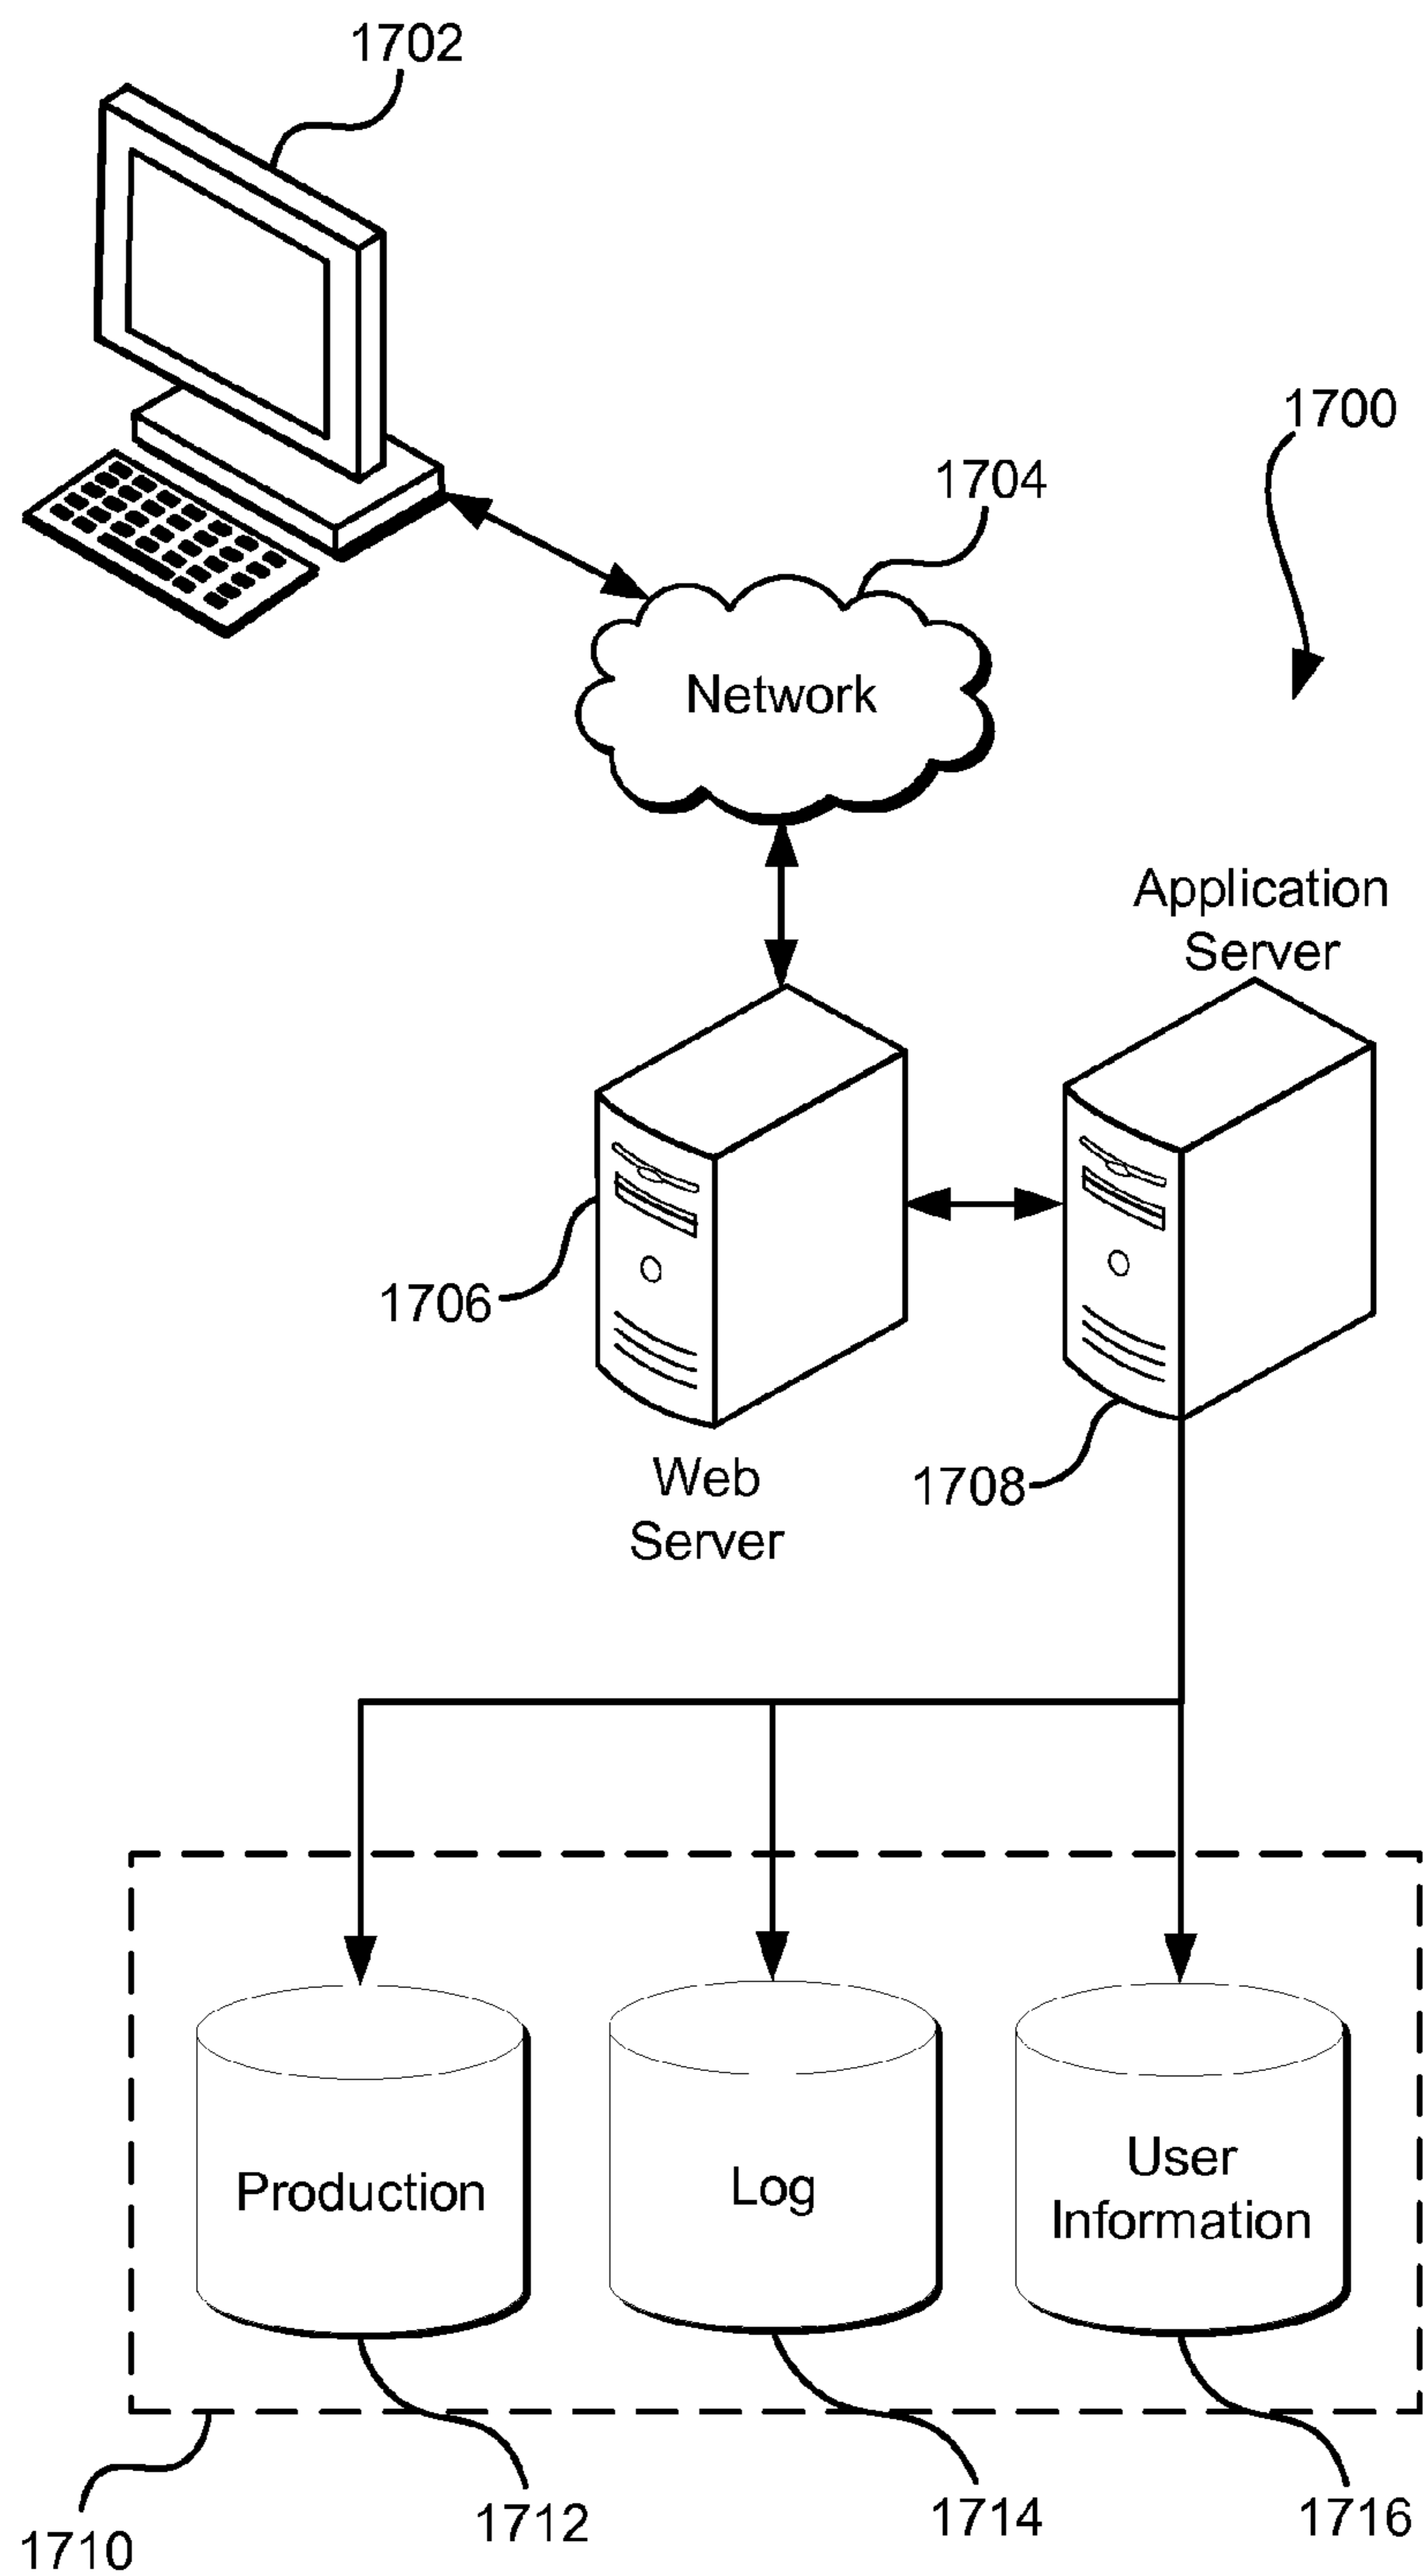 1702
1700
1704
Network
Application
Server
1706
Web
Server
1708
Production
Log
User
Information
1710
1712
1714
1716